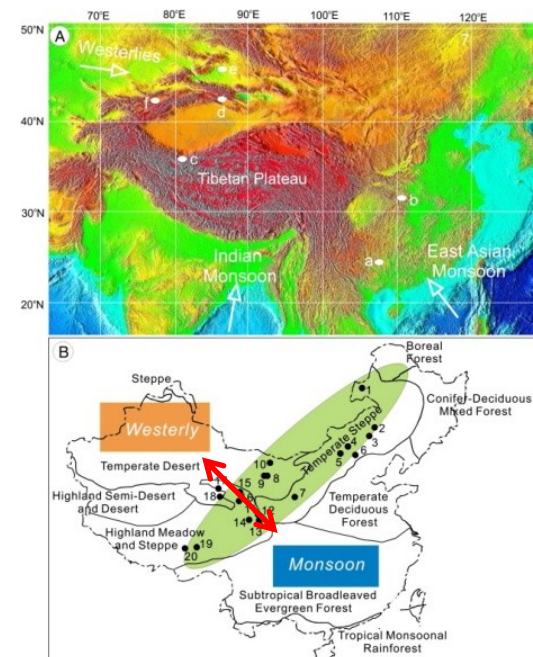 A
50°N
40°N
30°N
20°N
80°E
90°E
100°E
110°E
120°E
7
Westerlies
e
f
d
c
Tibetan Plateau
b
a
Indian
Monsoon
East Asian
Monsoon
B
Boreal
Forest
Steppe
1
Conifer-Deciduous
Mixed Forest
Westerly
Temperate Steppe
2
3
4
5
6
Temperate Desert
10
9
8
7
15
18
Highland Semi-Desert
and Desert
12
14
13
Temperate
Deciduous
Forest
Highland Meadow
and Steppe
19
20
Monsoon
Subtropical Broadleaved
Evergreen Forest
Tropical Monsoonal
Rainforest